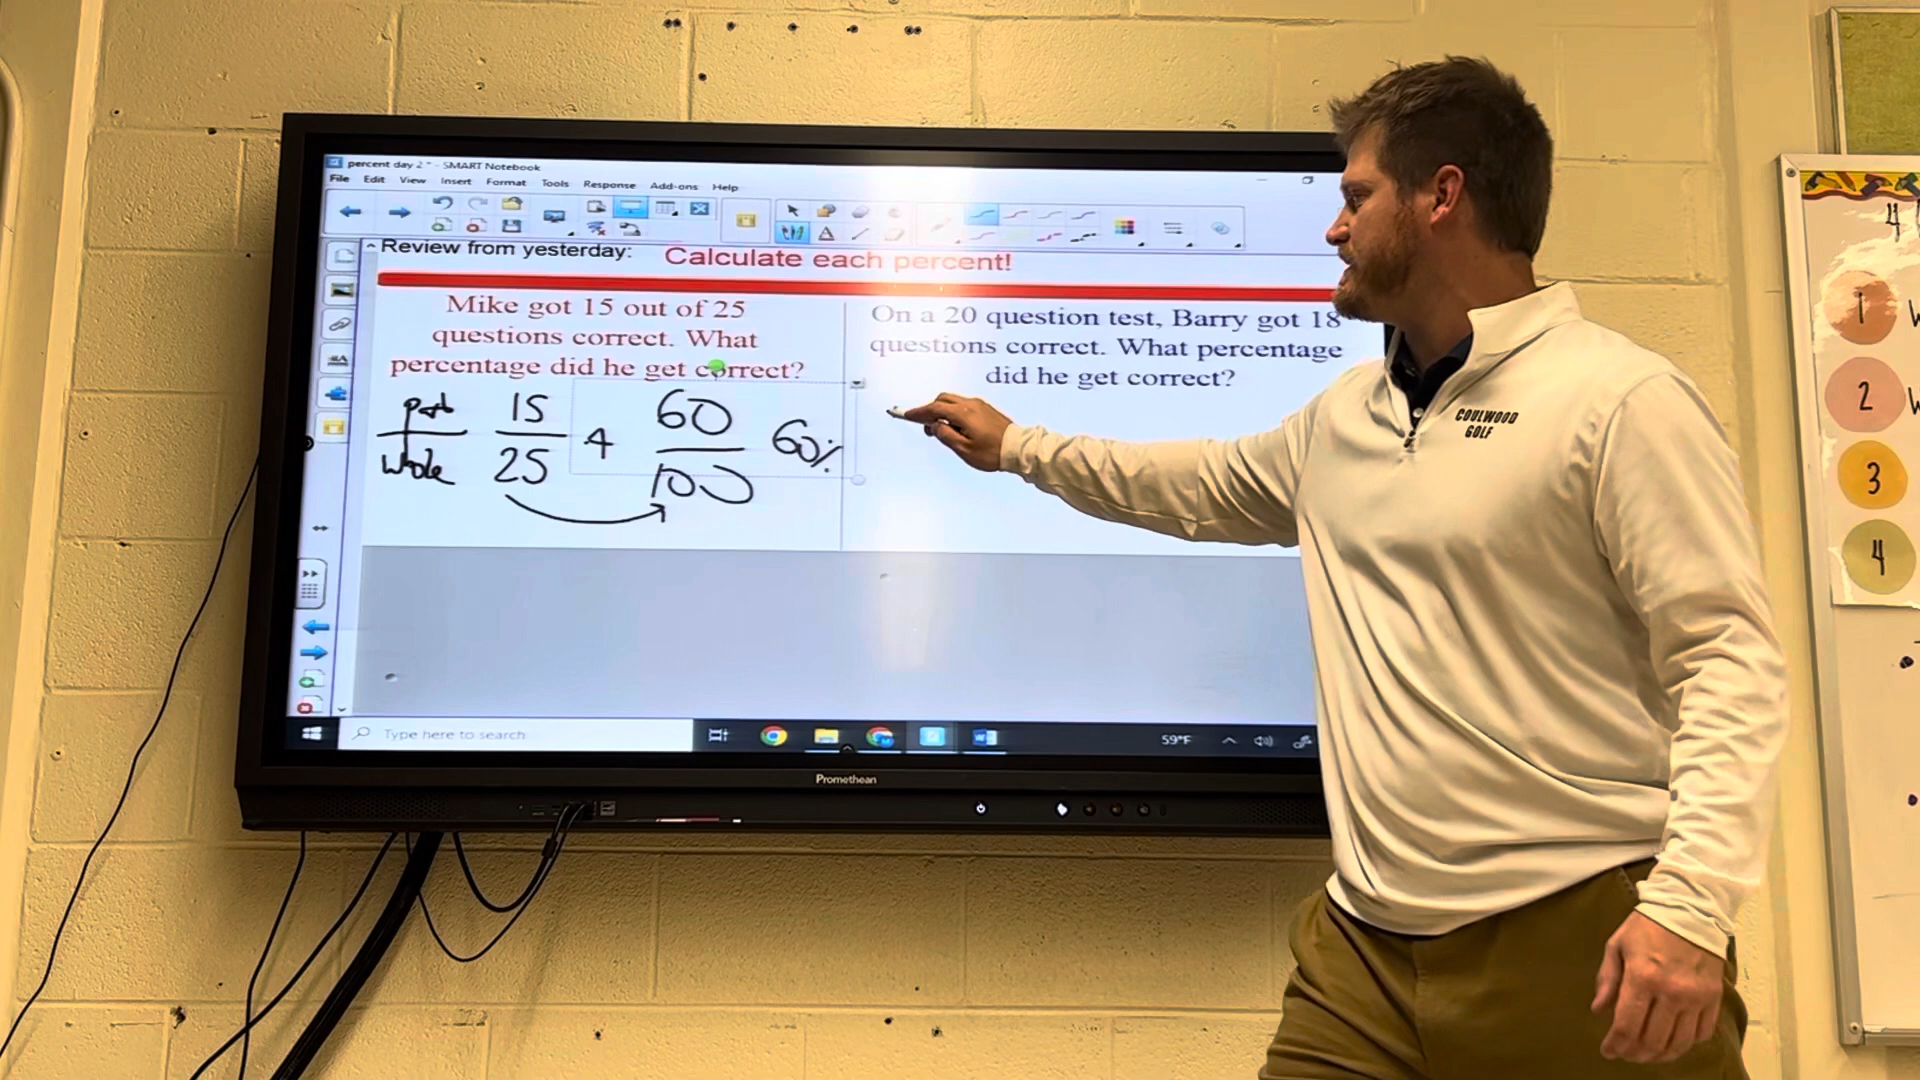 percent day 2 * - SMART Notebook
File Edit View Insert Format Tools Response Add-ons Help
Review from yesterday: Calculate each percent!
Mike got 15 out of 25
questions correct. What
percentage did he get correct?
part 15 4 60 60%
whole 25 100
On a 20 question test, Barry got 18
questions correct. What percentage
did he get correct?
COULWOOD
GOLF
Type here to search
59°F
Promethean
4
1 W
2 W
3
4